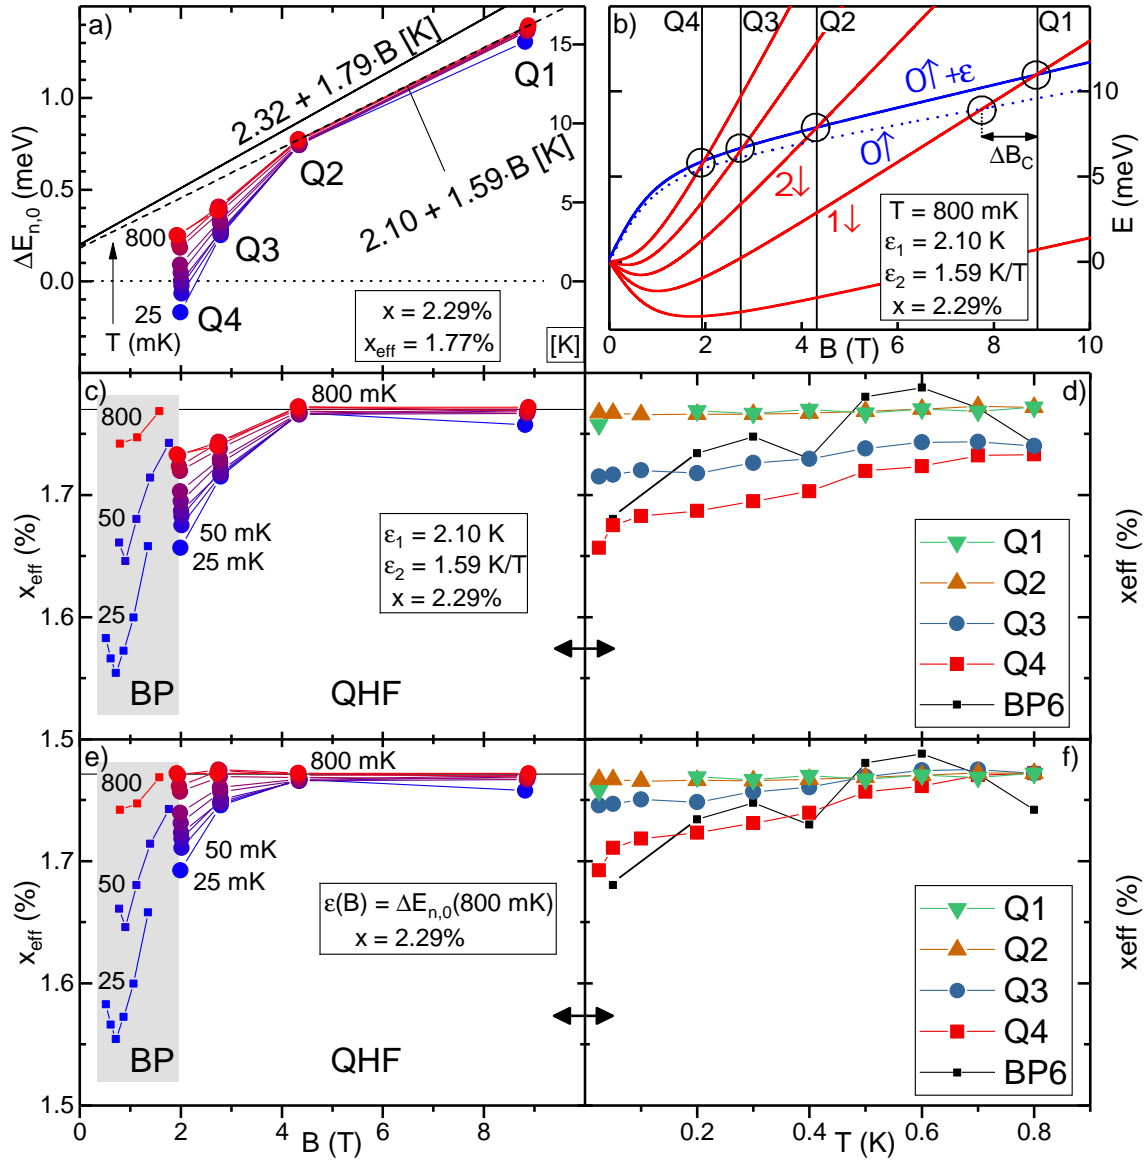 a)
2.32 + 1.79·B [K]
2.10 + 1.59·B [K]
Q1
Q2
Q3
Q4
800
25
T (mK)
x = 2.29%
x_eff = 1.77%
[K]
ΔE_n,0 (meV)
1.0
0.5
0.0
15
10
5
0
b)
Q4
Q3
Q2
Q1
0↑+ε
0↑
2↓
1↓
ΔB_C
T = 800 mK
ε_1 = 2.10 K
ε_2 = 1.59 K/T
x = 2.29%
E (meV)
10
5
0
0
2
4
6
8
10
B (T)
c)
800 mK
800
50
25
50 mK
25 mK
ε_1 = 2.10 K
ε_2 = 1.59 K/T
x = 2.29%
BP
QHF
x_eff (%)
1.7
1.6
1.5
d)
Q1
Q2
Q3
Q4
BP6
xeff (%)
e)
800 mK
800
50
25
50 mK
25 mK
ε(B) = ΔE_n,0(800 mK)
x = 2.29%
BP
QHF
x_eff (%)
1.7
1.6
1.5
0
2
4
6
8
B (T)
f)
Q1
Q2
Q3
Q4
BP6
xeff (%)
0.2
0.4
0.6
0.8
T (K)